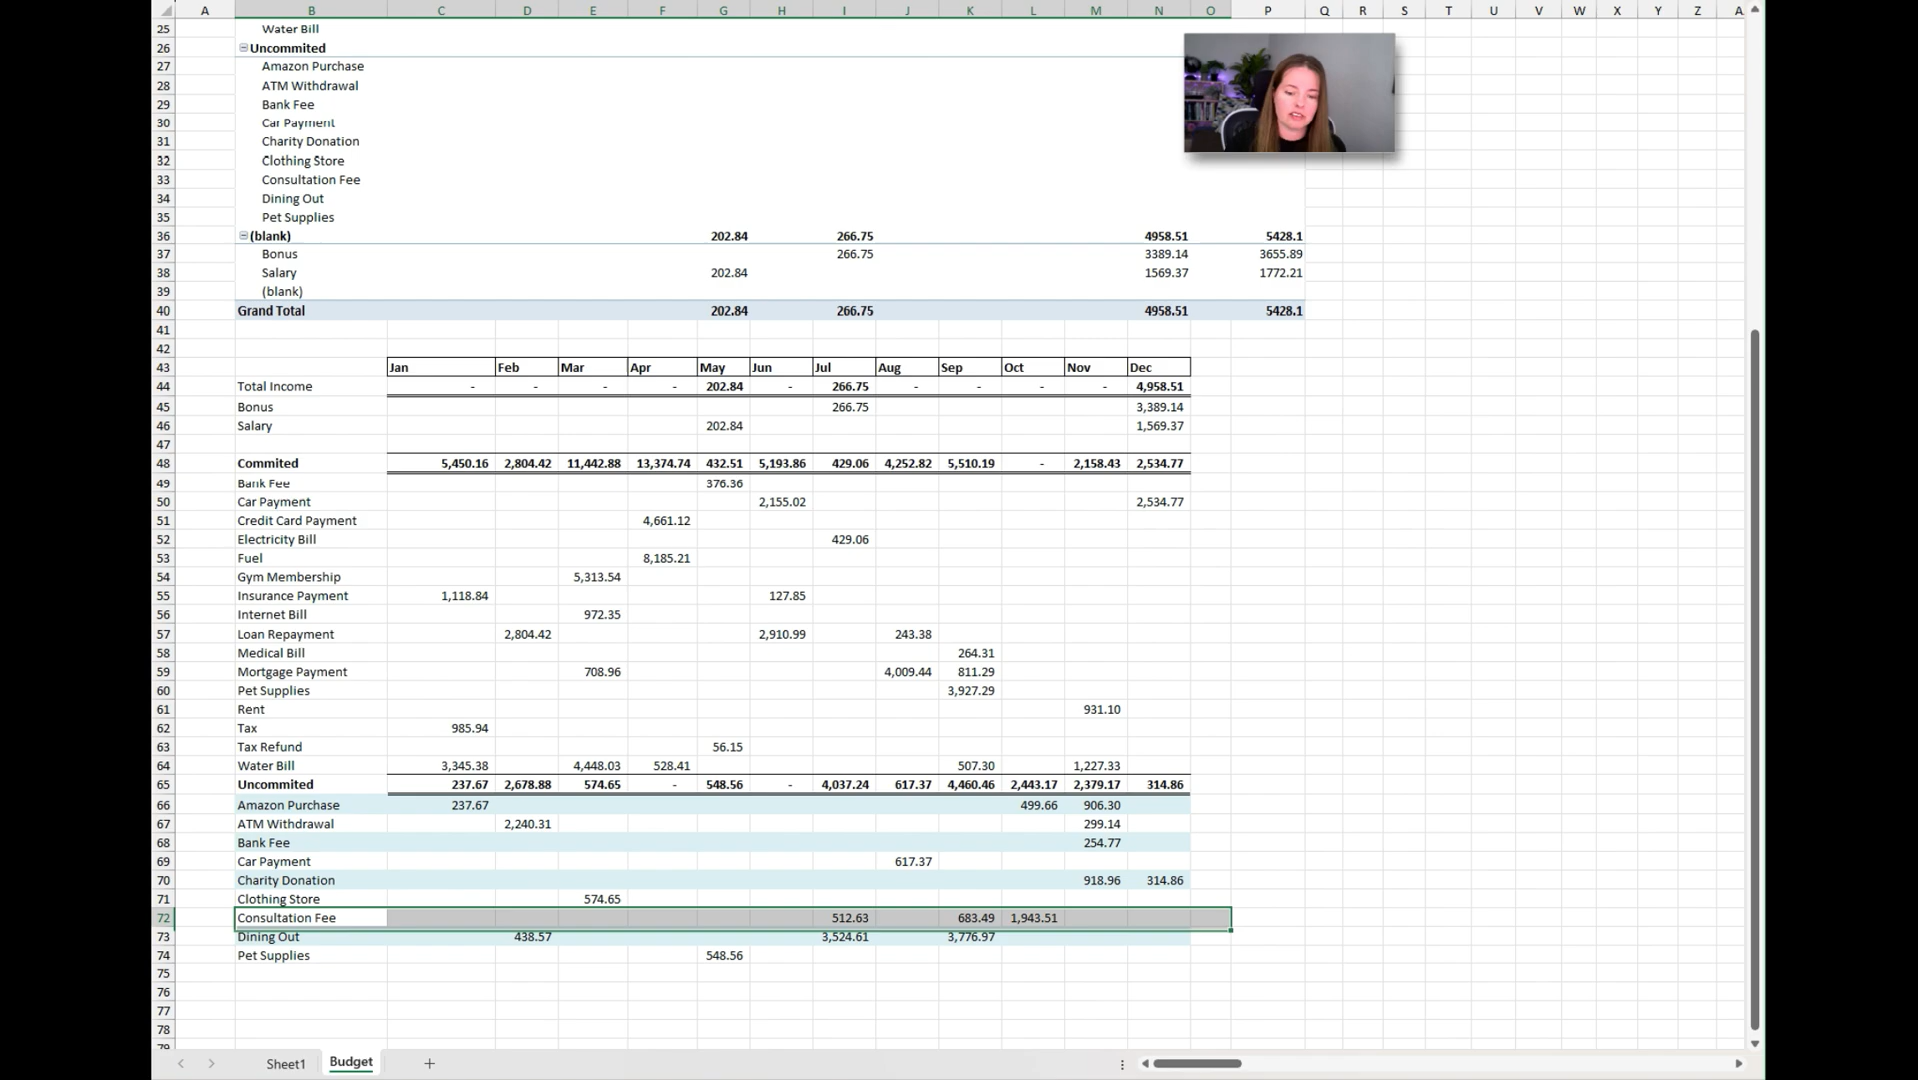 A B C D E F G H I J K L M N O P Q R S T U V W X Y Z A
25 Water Bill
26 Uncommited
27 Amazon Purchase
28 ATM Withdrawal
29 Bank Fee
30 Car Payment
31 Charity Donation
32 Clothing Store
33 Consultation Fee
34 Dining Out
35 Pet Supplies
36 (blank) 202.84 266.75 4958.51 5428.1
37 Bonus 266.75 3389.14 3655.89
38 Salary 202.84 1569.37 1772.21
39 (blank)
40 Grand Total 202.84 266.75 4958.51 5428.1
41
42
43 Jan Feb Mar Apr May Jun Jul Aug Sep Oct Nov Dec
44 Total Income - - - - 202.84 - 266.75 - - - - 4,958.51
45 Bonus 266.75 3,389.14
46 Salary 202.84 1,569.37
47
48 Commited 5,450.16 2,804.42 11,442.88 13,374.74 432.51 5,193.86 429.06 4,252.82 5,510.19 - 2,158.43 2,534.77
49 Bank Fee 376.36
50 Car Payment 2,155.02 2,534.77
51 Credit Card Payment 4,661.12
52 Electricity Bill 429.06
53 Fuel 8,185.21
54 Gym Membership 5,313.54
55 Insurance Payment 1,118.84 127.85
56 Internet Bill 972.35
57 Loan Repayment 2,804.42 2,910.99 243.38
58 Medical Bill 264.31
59 Mortgage Payment 708.96 4,009.44 811.29
60 Pet Supplies 3,927.29
61 Rent 931.10
62 Tax 985.94
63 Tax Refund 56.15
64 Water Bill 3,345.38 4,448.03 528.41 507.30 1,227.33
65 Uncommited 237.67 2,678.88 574.65 - 548.56 - 4,037.24 617.37 4,460.46 2,443.17 2,379.17 314.86
66 Amazon Purchase 237.67 499.66 906.30
67 ATM Withdrawal 2,240.31 299.14
68 Bank Fee 254.77
69 Car Payment 617.37
70 Charity Donation 918.96 314.86
71 Clothing Store 574.65
72 Consultation Fee 512.63 683.49 1,943.51
73 Dining Out 438.57 3,524.61 3,776.97
74 Pet Supplies 548.56
75
76
77
78
79
Sheet1 Budget